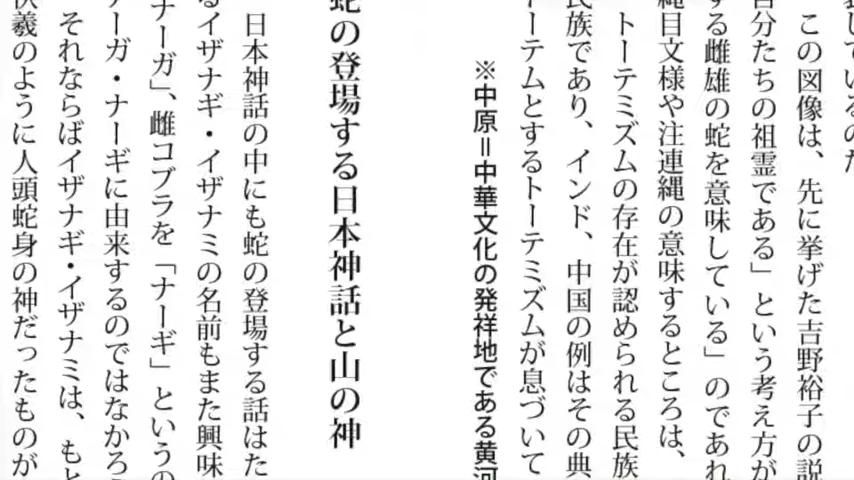 表しているのだ
この図像は、先に挙げた吉野裕子の説
自分たちの祖霊である」という考え方が
する雌雄の蛇を意味している」のであれ
縄目文様や注連縄の意味するところは、
トーテミズムの存在が認められる民族
民族であり、インド、中国の例はその典
トーテムとするトーテミズムが息づいて
※中原＝中華文化の発祥地である黄河
蛇の登場する日本神話と山の神
日本神話の中にも蛇の登場する話はた
るイザナギ・イザナミの名前もまた興味
ナーガ」、雌コブラを「ナーギ」というの
ーガ・ナーギに由来するのではなかろ
それならばイザナギ・イザナミは、もと
伏羲のように人頭蛇身の神だったものが